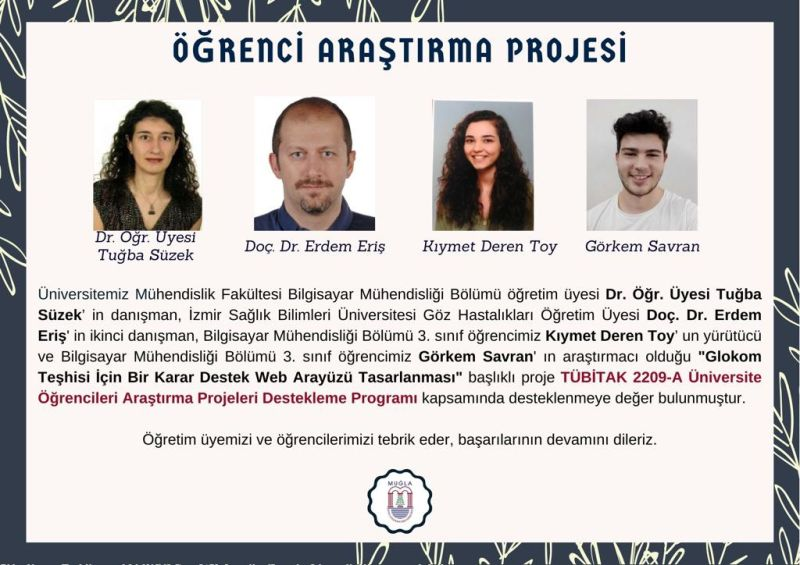 ÖĞRENCİ ARAŞTIRMA PROJESİ
Dr. Öğr. Üyesi
Tuğba Süzek
Doç. Dr. Erdem Eriş
Kıymet Deren Toy
Görkem Savran
Üniversitemiz Mühendislik Fakültesi Bilgisayar Mühendisliği Bölümü öğretim üyesi Dr. Öğr. Üyesi Tuğba
Süzek’ in danışman, İzmir Sağlık Bilimleri Üniversitesi Göz Hastalıkları Öğretim Üyesi Doç. Dr. Erdem
Eriş' in ikinci danışman, Bilgisayar Mühendisliği Bölümü 3. sınıf öğrencimiz Kıymet Deren Toy’ un yürütücü
ve Bilgisayar Mühendisliği Bölümü 3. sınıf öğrencimiz Görkem Savran’ ın araştırmacı olduğu "Glokom
Teşhisi İçin Bir Karar Destek Web Arayüzü Tasarlanması" başlıklı proje TÜBİTAK 2209-A Üniversite
Öğrencileri Araştırma Projeleri Destekleme Programı kapsamında desteklenmeye değer bulunmuştur.
Öğretim üyemizi ve öğrencilerimizi tebrik eder, başarılarının devamını dileriz.
MUĞLA